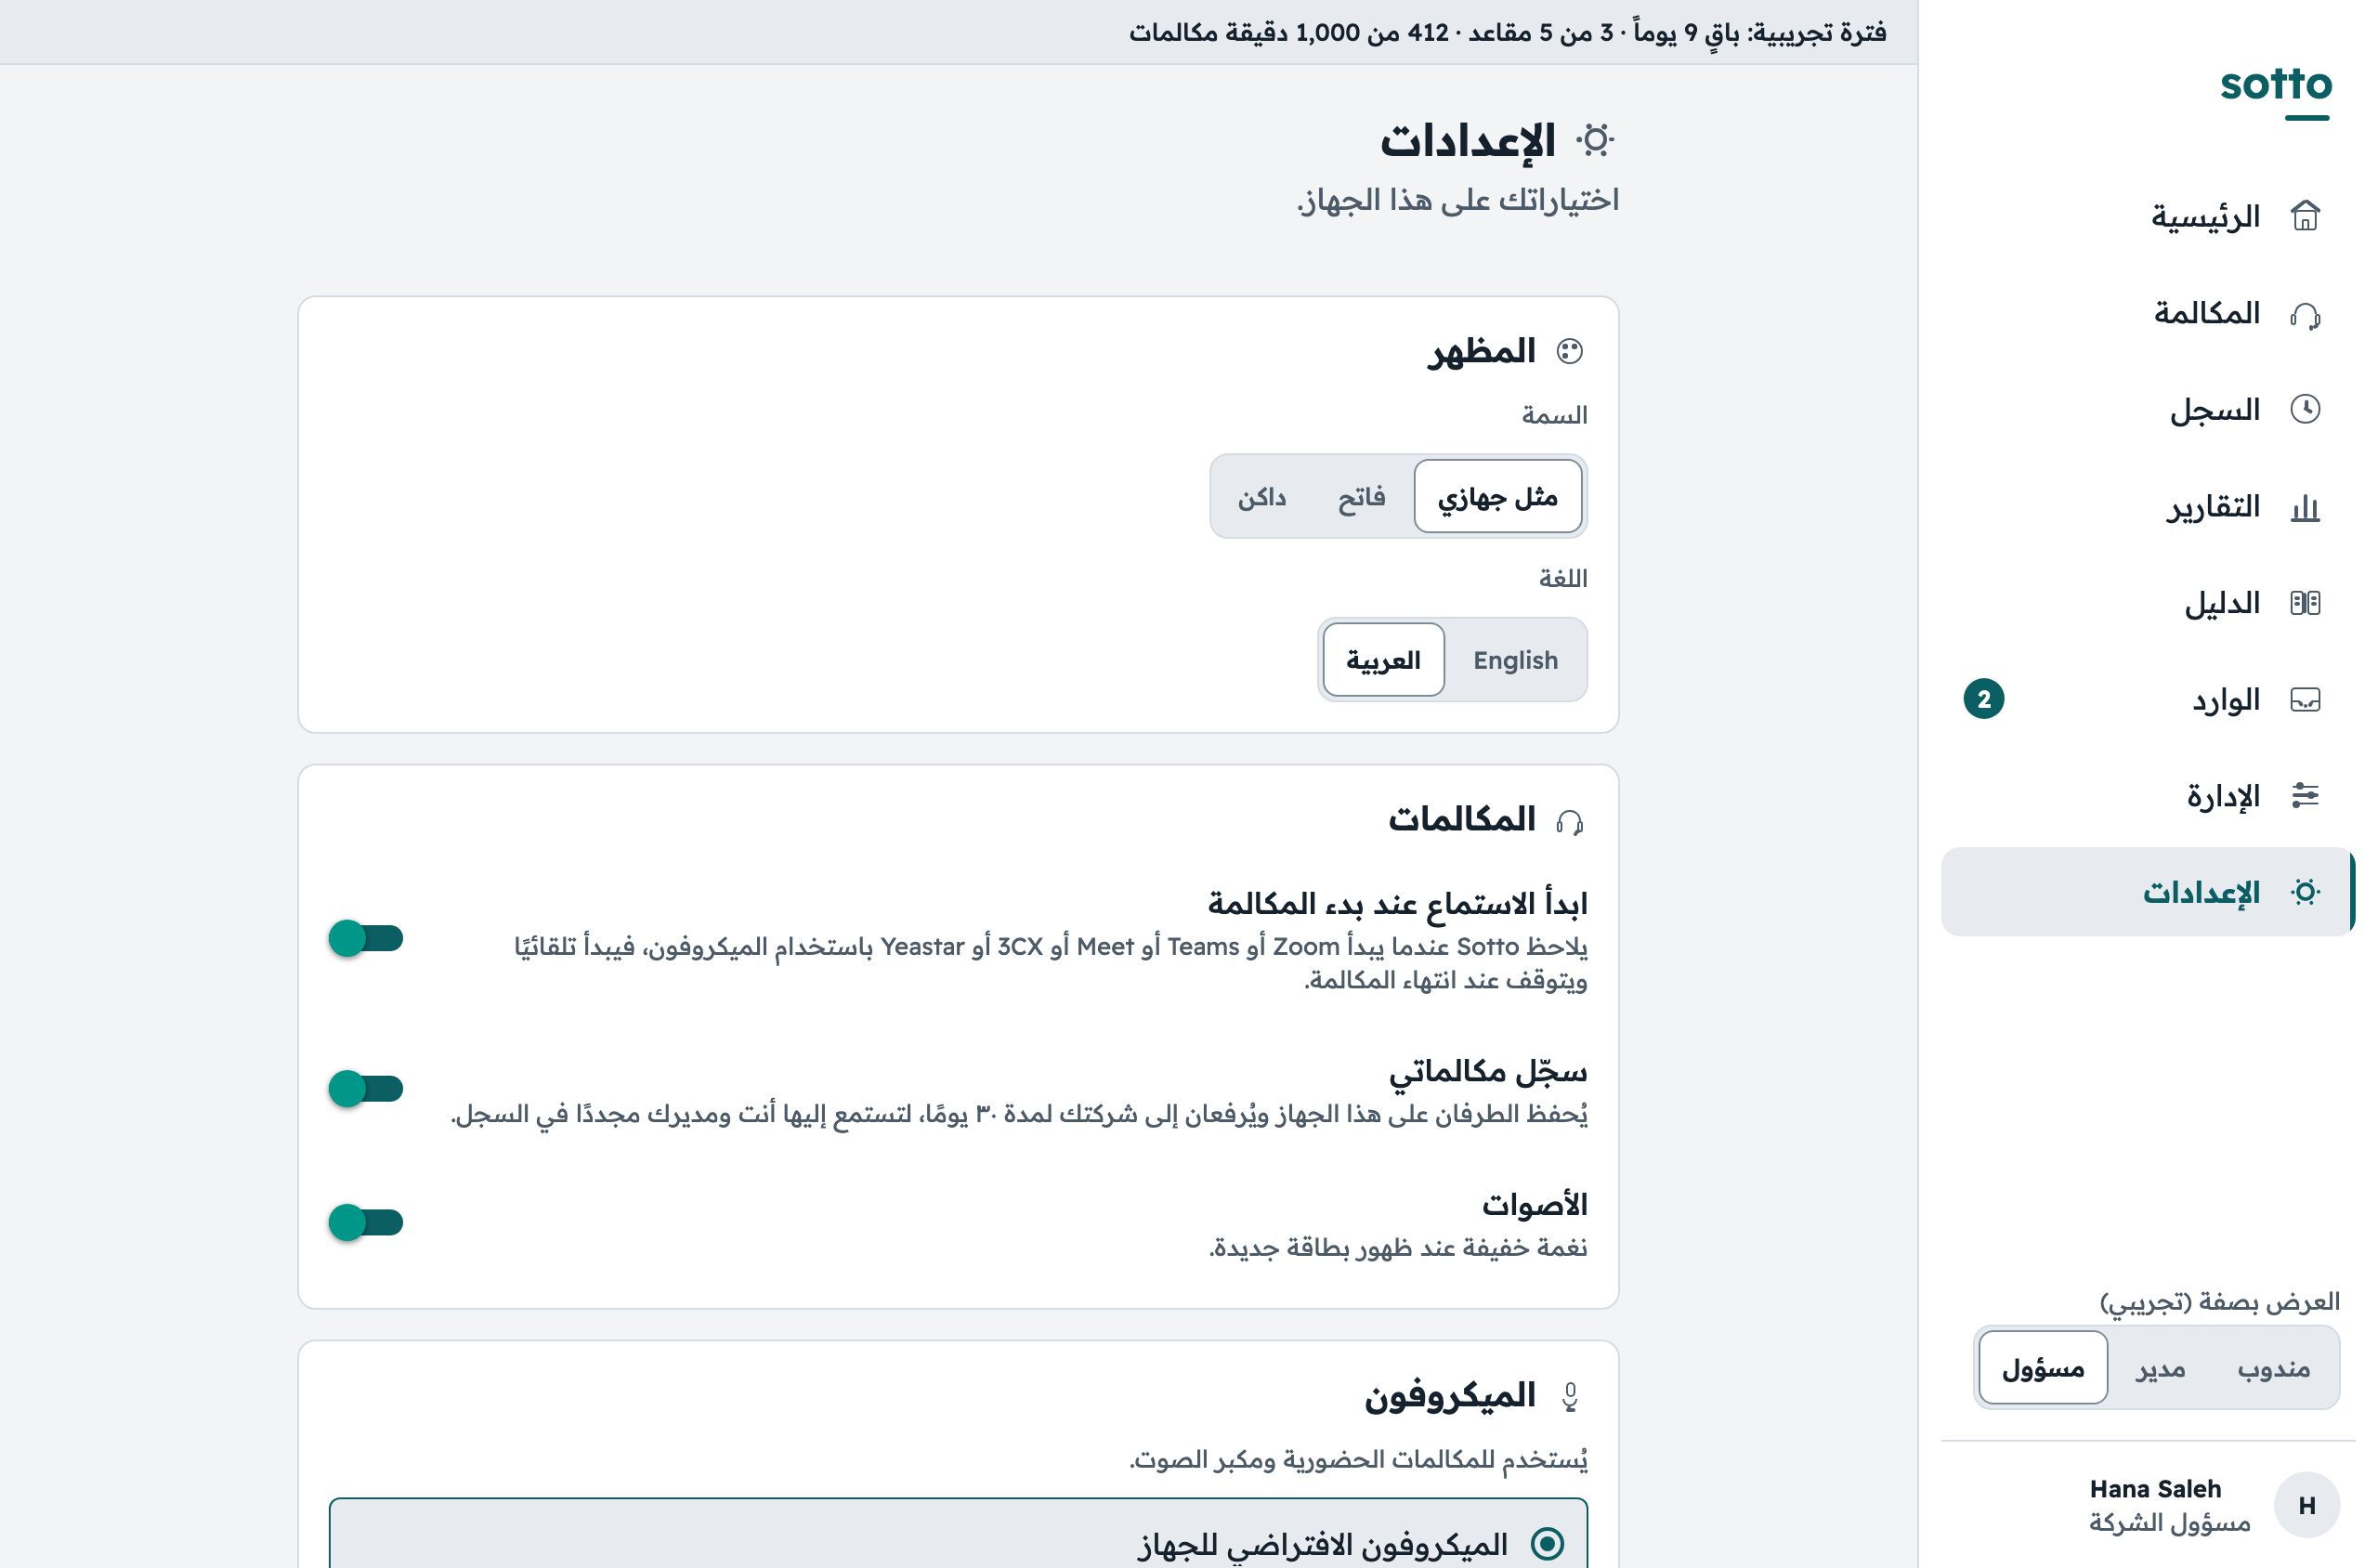 فترة تجريبية: باقٍ 9 يوماً · 3 من 5 مقاعد · 412 من 1,000 دقيقة مكالمات
sotto
الرئيسية
المكالمة
السجل
التقارير
الدليل
الوارد
2
الإدارة
الإعدادات
العرض بصفة (تجريبي)
مندوب
مدير
مسؤول
H
Hana Saleh
مسؤول الشركة
الإعدادات
اختياراتك على هذا الجهاز.
المظهر
السمة
مثل جهازي
فاتح
داكن
اللغة
English
العربية
المكالمات
ابدأ الاستماع عند بدء المكالمة
يلاحظ Sotto عندما يبدأ Zoom أو Teams أو Meet أو 3CX أو Yeastar باستخدام الميكروفون، فيبدأ تلقائيًا
ويتوقف عند انتهاء المكالمة.
سجّل مكالماتي
يُحفظ الطرفان على هذا الجهاز ويُرفعان إلى شركتك لمدة ٣٠ يومًا، لتستمع إليها أنت ومديرك مجددًا في السجل.
الأصوات
نغمة خفيفة عند ظهور بطاقة جديدة.
الميكروفون
يُستخدم للمكالمات الحضورية ومكبر الصوت.
الميكروفون الافتراضي للجهاز